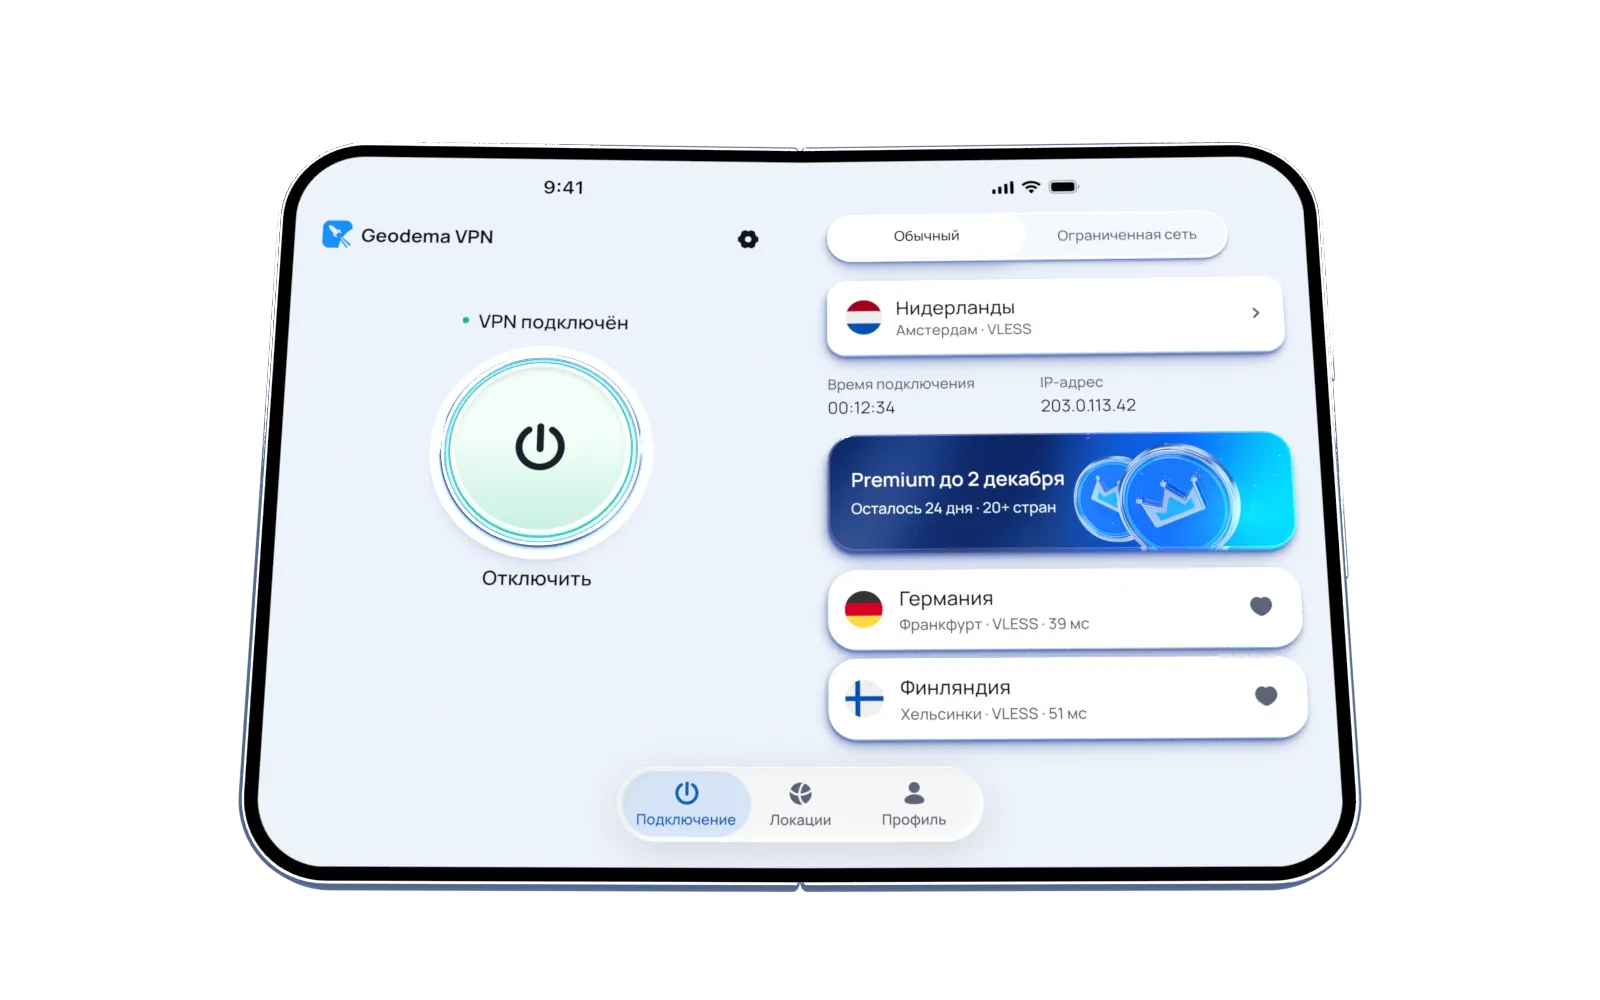 9:41
Geodema VPN
VPN подключён
Отключить
Обычный
Ограниченная сеть
Нидерланды
Амстердам · VLESS
Время подключения
00:12:34
IP-адрес
203.0.113.42
Premium до 2 декабря
Осталось 24 дня · 20+ стран
Германия
Франкфурт · VLESS · 39 мс
Финляндия
Хельсинки · VLESS · 51 мс
Подключение
Локации
Профиль